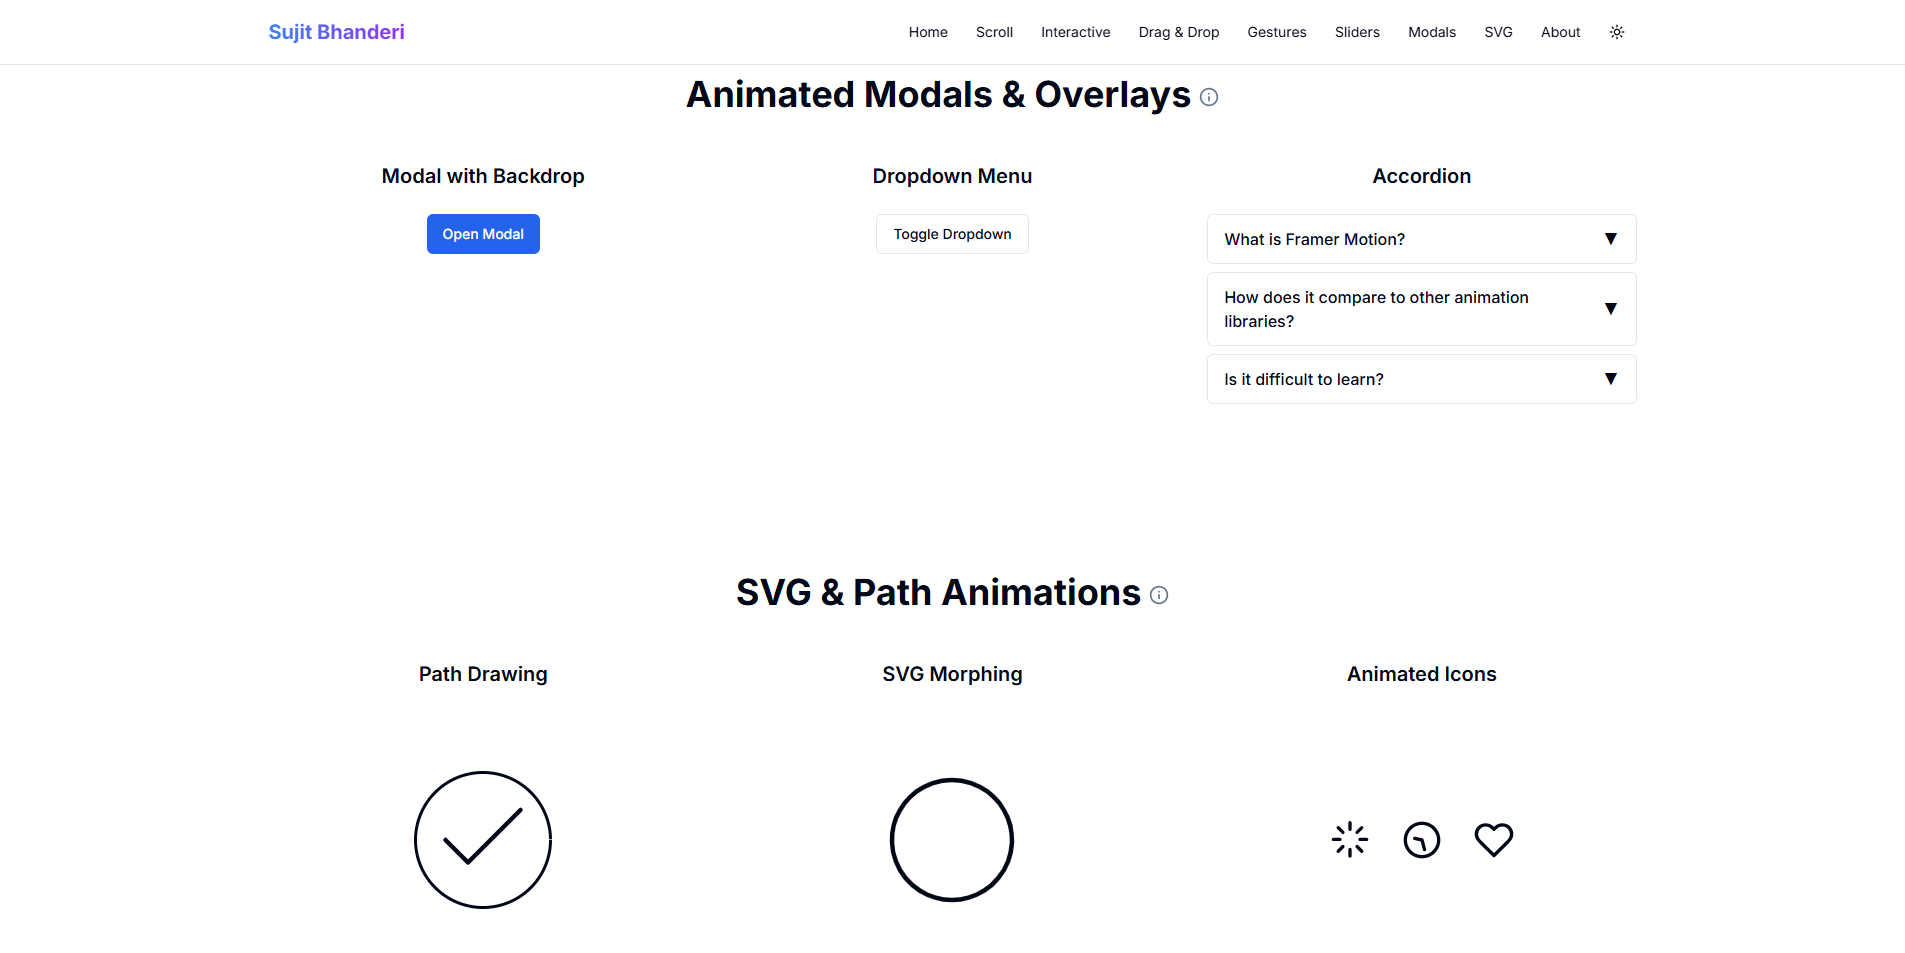 Sujit Bhanderi
Home
Scroll
Interactive
Drag & Drop
Gestures
Sliders
Modals
SVG
About
Animated Modals & Overlays
Modal with Backdrop
Open Modal
Dropdown Menu
Toggle Dropdown
Accordion
What is Framer Motion?
How does it compare to other animation
libraries?
Is it difficult to learn?
SVG & Path Animations
Path Drawing
SVG Morphing
Animated Icons